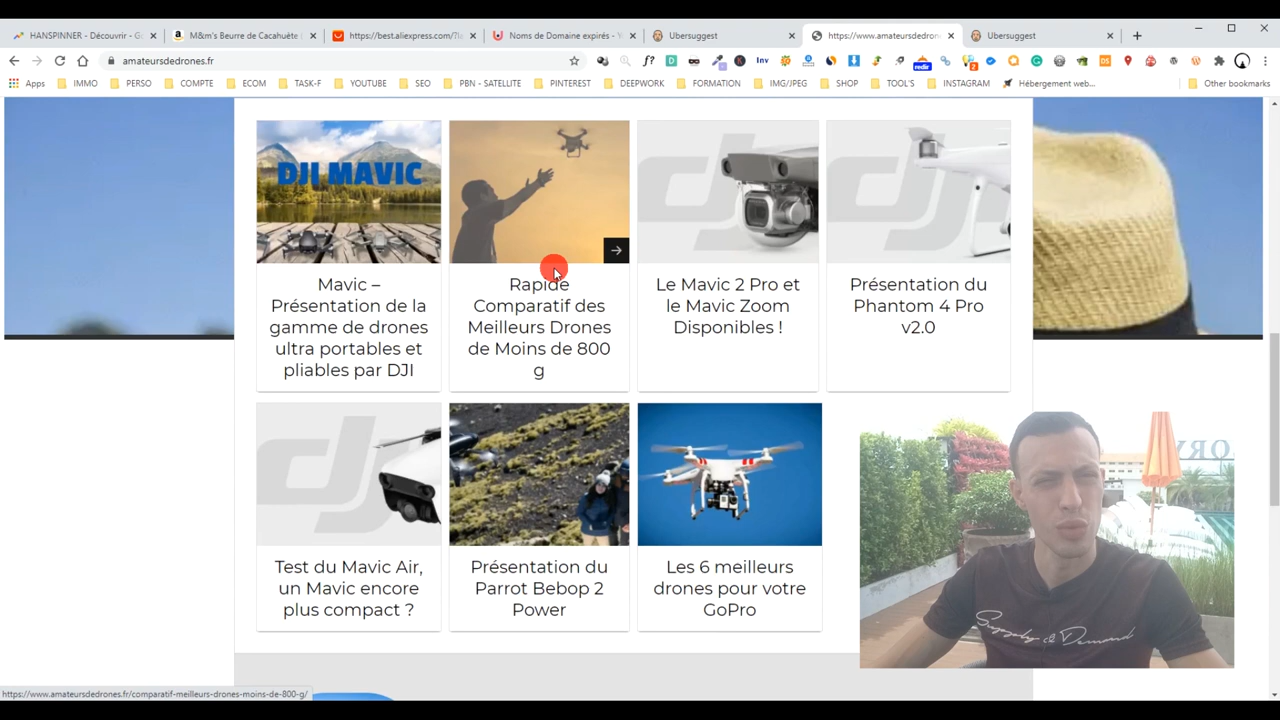 HANSPINNER - Découvrir - Go
M&m's Beurre de Cacahuète
https://best.aliexpress.com/?l
Noms de Domaine expirés - V
Ubersuggest
https://www.amateursdedron
Ubersuggest
amateursdedrones.fr
Apps IMMO PERSO COMPTE ECOM TASK-F YOUTUBE SEO PBN - SATELLITE PINTEREST DEEPWORK FORMATION IMG/JPEG SHOP TOOL'S INSTAGRAM Hébergement web... Other bookmarks
DJI MAVIC
Mavic –
Présentation de la
gamme de drones
ultra portables et
pliables par DJI
Rapide
Comparatif des
Meilleurs Drones
de Moins de 800
g
Le Mavic 2 Pro et
le Mavic Zoom
Disponibles !
Présentation du
Phantom 4 Pro
v2.0
Test du Mavic Air,
un Mavic encore
plus compact ?
Présentation du
Parrot Bebop 2
Power
Les 6 meilleurs
drones pour votre
GoPro
Supply & Demand
https://www.amateursdedrones.fr/comparatif-meilleurs-drones-moins-de-800-g/